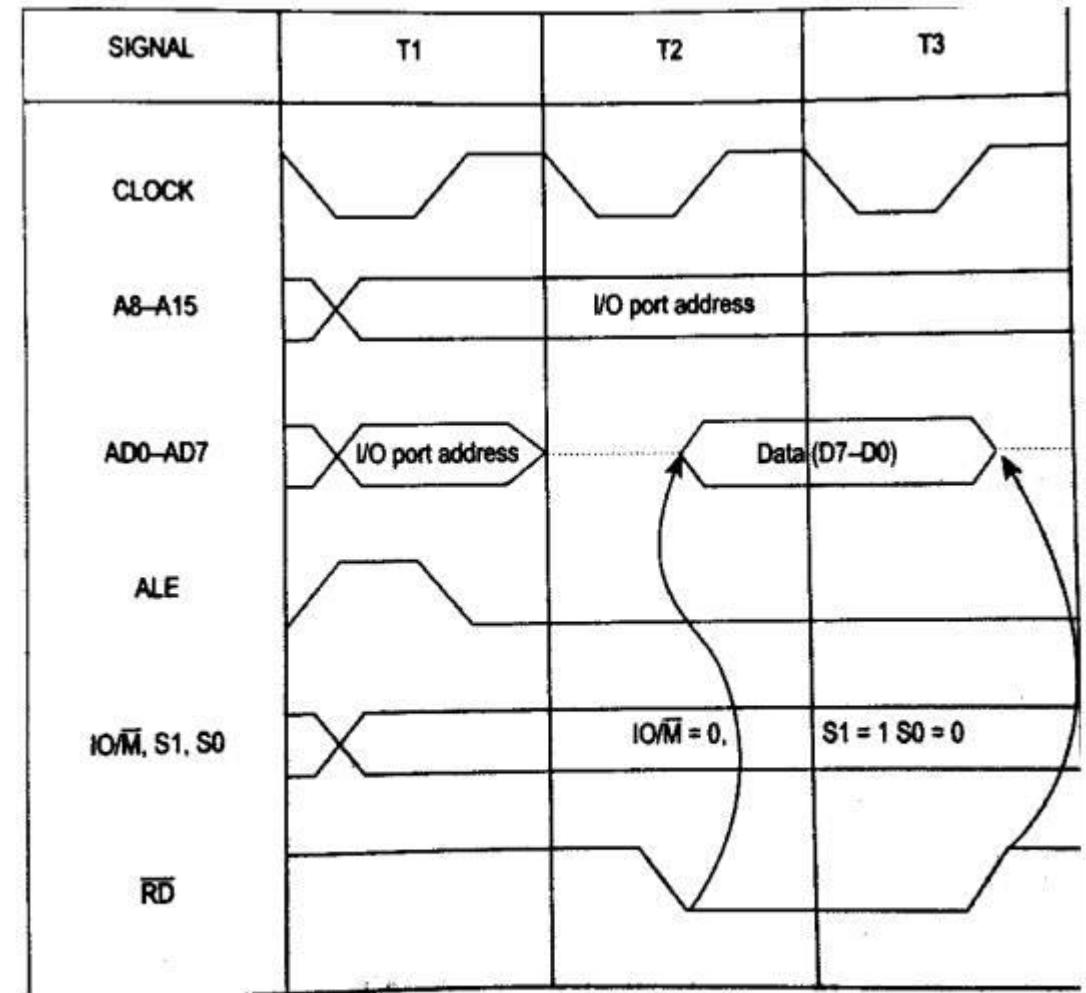 SIGNAL T1 T2 T3
CLOCK
A8–A15 I/O port address
AD0–AD7 I/O port address Data (D7–D0)
ALE
IO/M̅, S1, S0 IO/M̅ = 0, S1 = 1 S0 = 0
R̅D̅